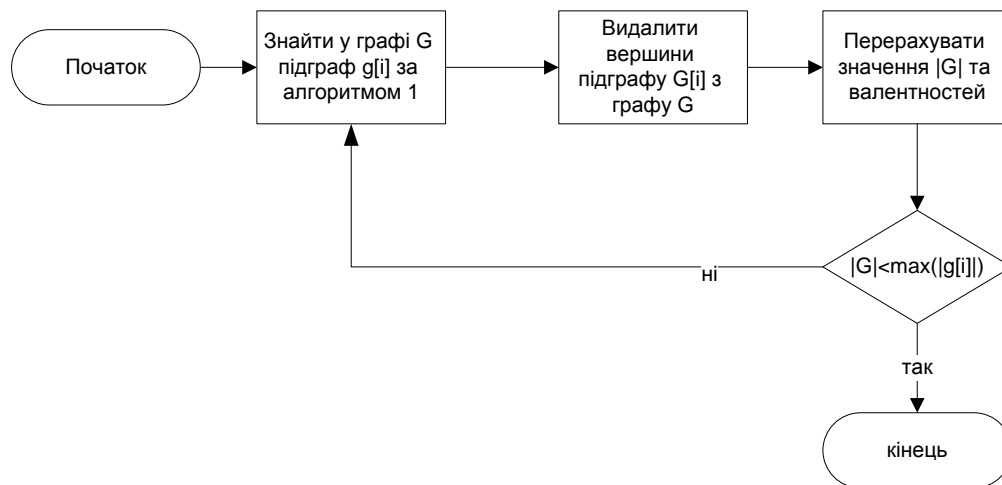 Початок
Знайти у графі G
підграф g[i] за
алгоритмом 1
Видалити
вершини
підграфу G[i] з
графу G
Перерахувати
значення |G| та
валентностей
|G|<max(|g[i]|)
ні
так
кінець